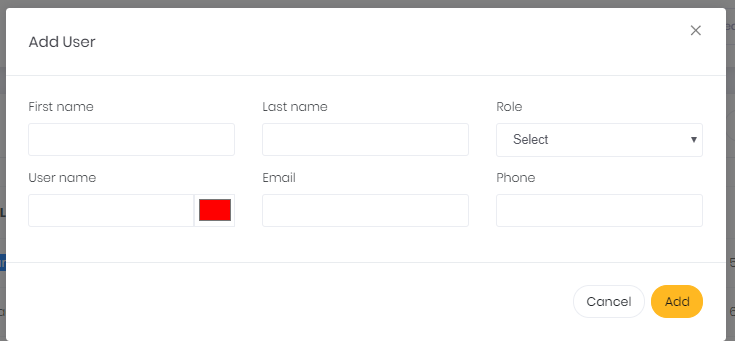 Add User
First name Last name Role
Select
User name Email Phone
Cancel Add